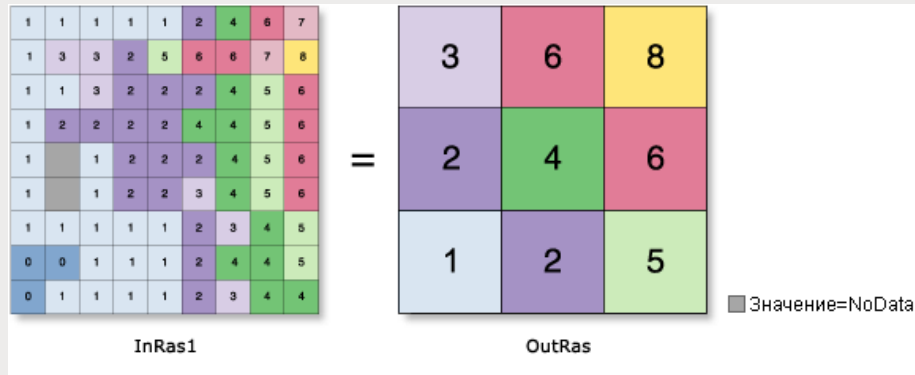 1 1 1 1 1 2 4 6 7
1 3 3 2 5 6 6 7 8
1 1 3 2 2 2 4 5 6
1 2 2 2 2 4 4 5 6
1 1 2 2 2 4 5 6
1 1 2 2 3 4 5 6
1 1 1 1 1 2 3 4 5
0 0 1 1 1 2 4 4 5
0 1 1 1 1 2 3 4 4
=
3 6 8
2 4 6
1 2 5
Значение=NoData
InRas1
OutRas